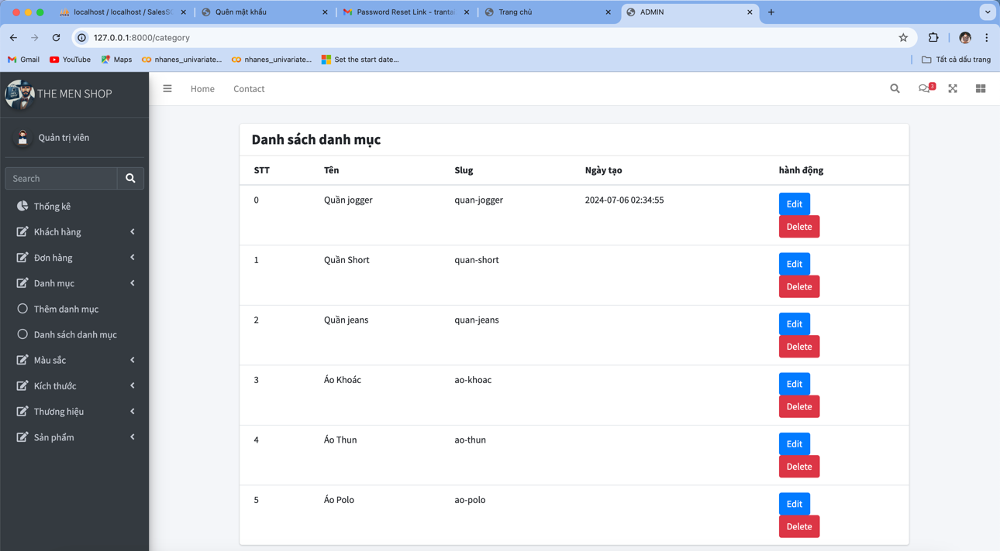 localhost / localhost / SalesSC
Quên mật khẩu
Password Reset Link - tranta
Trang chủ
ADMIN
127.0.0.1:8000/category
Gmail
YouTube
Maps
nhanes_univariate...
nhanes_univariate...
Set the start date...
Tất cả dấu trang
THE MEN SHOP
Home
Contact
3
Quản trị viên
Search
Thống kê
Khách hàng
Đơn hàng
Danh mục
Thêm danh mục
Danh sách danh mục
Màu sắc
Kích thước
Thương hiệu
Sản phẩm
Danh sách danh mục
STT Tên Slug Ngày tạo hành động
0 Quần jogger quan-jogger 2024-07-06 02:34:55 Edit
Delete
1 Quần Short quan-short Edit
Delete
2 Quần jeans quan-jeans Edit
Delete
3 Áo Khoác ao-khoac Edit
Delete
4 Áo Thun ao-thun Edit
Delete
5 Áo Polo ao-polo Edit
Delete